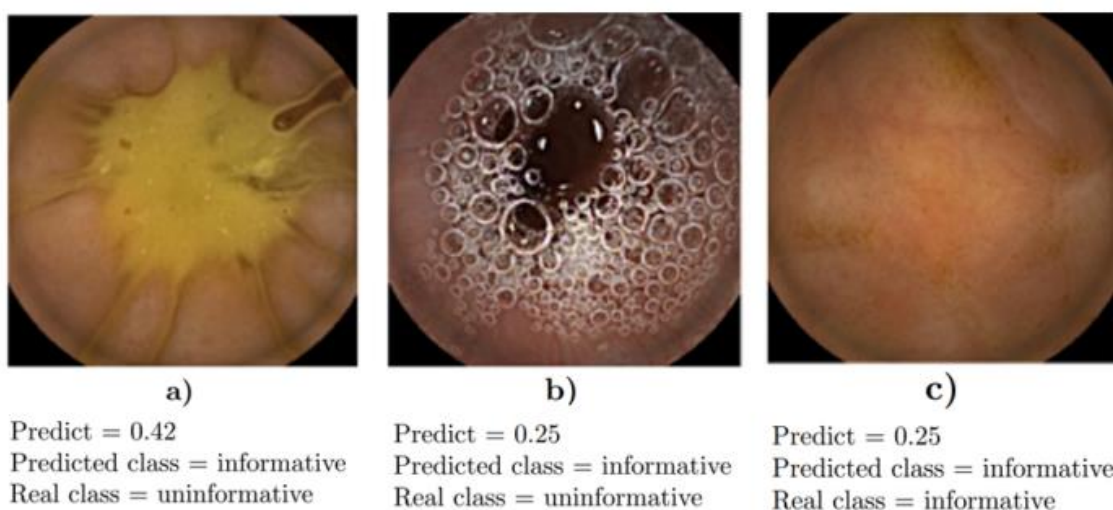 a)
Predict = 0.42
Predicted class = informative
Real class = uninformative
b)
Predict = 0.25
Predicted class = informative
Real class = uninformative
c)
Predict = 0.25
Predicted class = informative
Real class = informative